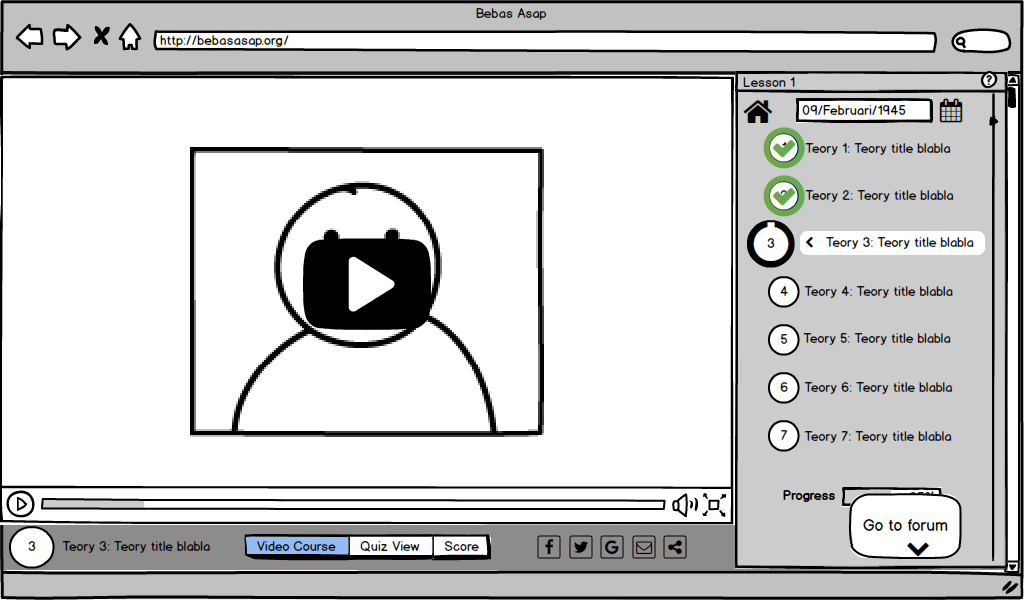 Bebas Asap
http://bebasasap.org/
Lesson 1
?
09/Februari/1945
Teory 1: Teory title blabla
Teory 2: Teory title blabla
3
Teory 3: Teory title blabla
4
Teory 4: Teory title blabla
5
Teory 5: Teory title blabla
6
Teory 6: Teory title blabla
7
Teory 7: Teory title blabla
Progress
Go to forum
3
Teory 3: Teory title blabla
Video Course
Quiz View
Score